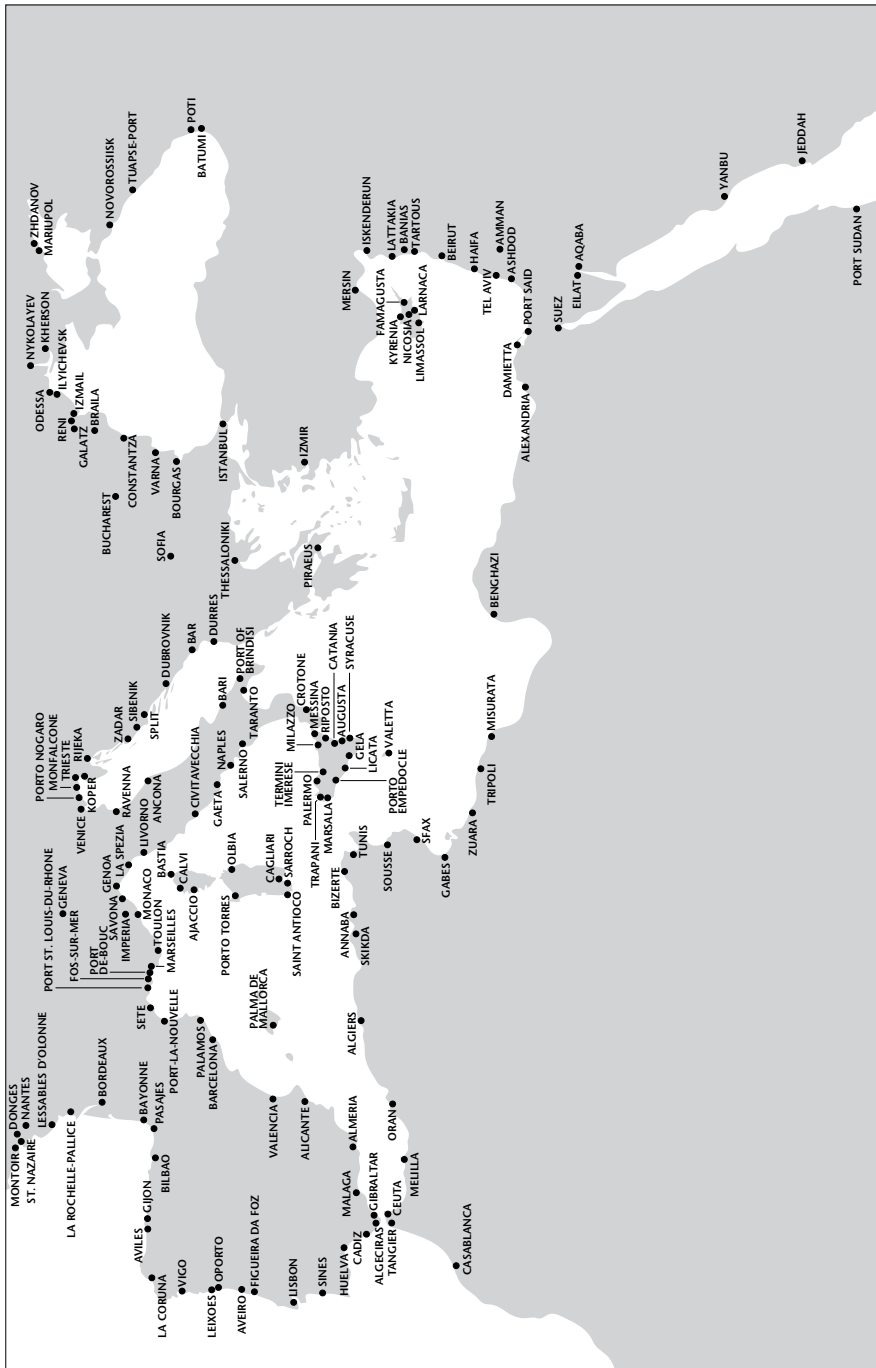 MONTOIR
DONGES
ST. NAZAIRE
NANTES
LESSABLES D'OLONNE
LA ROCHELLE-PALLICE
BORDEAUX
BAYONNE
PASAJES
BILBAO
GIJON
AVILES
LA CORUNA
VIGO
LEIXOES
OPORTO
AVEIRO
FIGUEIRA DA FOZ
LISBON
SINES
HUELVA
CADIZ
ALGECIRAS
GIBRALTAR
TANGIER
CEUTA
MALAGA
ALMERIA
MELILLA
ORAN
CASABLANCA
ALICANTE
VALENCIA
BARCELONA
PALAMOS
PALMA DE
MALLORCA
ALGIERS
PORT-LA-NOUVELLE
SETE
PORT ST. LOUIS-DU-RHONE
FOS-SUR-MER
PORT
DE-BOUC
MARSEILLES
TOULON
MONACO
IMPERIA
SAVONA
GENEVA
GENOA
LA SPEZIA
LIVORNO
BASTIA
CALVI
AJACCIO
PORTO TORRES
OLBIA
CAGLIARI
SARROCH
SAINT ANTIOCO
SKIKDA
ANNABA
BIZERTE
TUNIS
SOUSSE
SFAX
GABES
ZUARA
TRIPOLI
MISURATA
BENGHAZI
CIVITAVECCHIA
GAETA
NAPLES
SALERNO
TERMINI
IMERESE
PALERMO
TRAPANI
MARSALA
PORTO
EMPEDOCLE
LICATA
GELA
VALETTA
SYRACUSE
AUGUSTA
CATANIA
RIPOSTO
MESSINA
MILAZZO
CROTONE
TARANTO
PORT OF
BRINDISI
BARI
ANCONA
RAVENNA
VENICE
PORTO NOGARO
MONFALCONE
TRIESTE
KOPER
RIJEKA
ZADAR
SIBENIK
SPLIT
DUBROVNIK
BAR
DURRES
THESSALONIKI
PIRAEUS
SOFIA
BUCHAREST
ISTANBUL
IZMIR
BOURGAS
VARNA
CONSTANTZA
BRAILA
GALATZ
RENI
IZMAIL
ILYICHEVSK
ODESSA
NYKOLAYEV
KHERSON
ZHDANOV
MARIUPOL
NOVOROSSIISK
TUAPSE-PORT
POTI
BATUMI
MERSIN
ISKENDERUN
LATTAKIA
BANIAS
TARTOUS
FAMAGUSTA
KYRENIA
NICOSIA
LARNACA
LIMASSOL
BEIRUT
HAIFA
TEL AVIV
AMMAN
ASHDOD
PORT SAID
DAMIETTA
ALEXANDRIA
SUEZ
EILAT
AQABA
YANBU
JEDDAH
PORT SUDAN